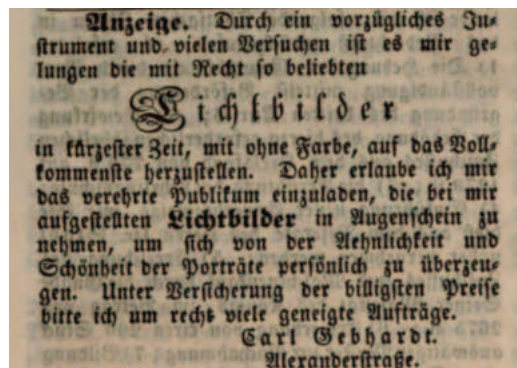 Anzeige. Durch ein vorzügliches In-
strument und vielen Versuchen ist es mir ge-
lungen die mit Recht so beliebten
Lichtbilder
in kürzester Zeit, mit ohne Farbe, auf das Voll-
kommenste herzustellen. Daher erlaube ich mir
das verehrte Publikum einzuladen, die bei mir
aufgestellten Lichtbilder in Augenschein zu
nehmen, um sich von der Aehnlichkeit und
Schönheit der Porträte persönlich zu überzeu-
gen. Unter Versicherung der billigsten Preise
bitte ich um recht viele geneigte Aufträge.
Carl Gebhardt.
Alexanderstraße.